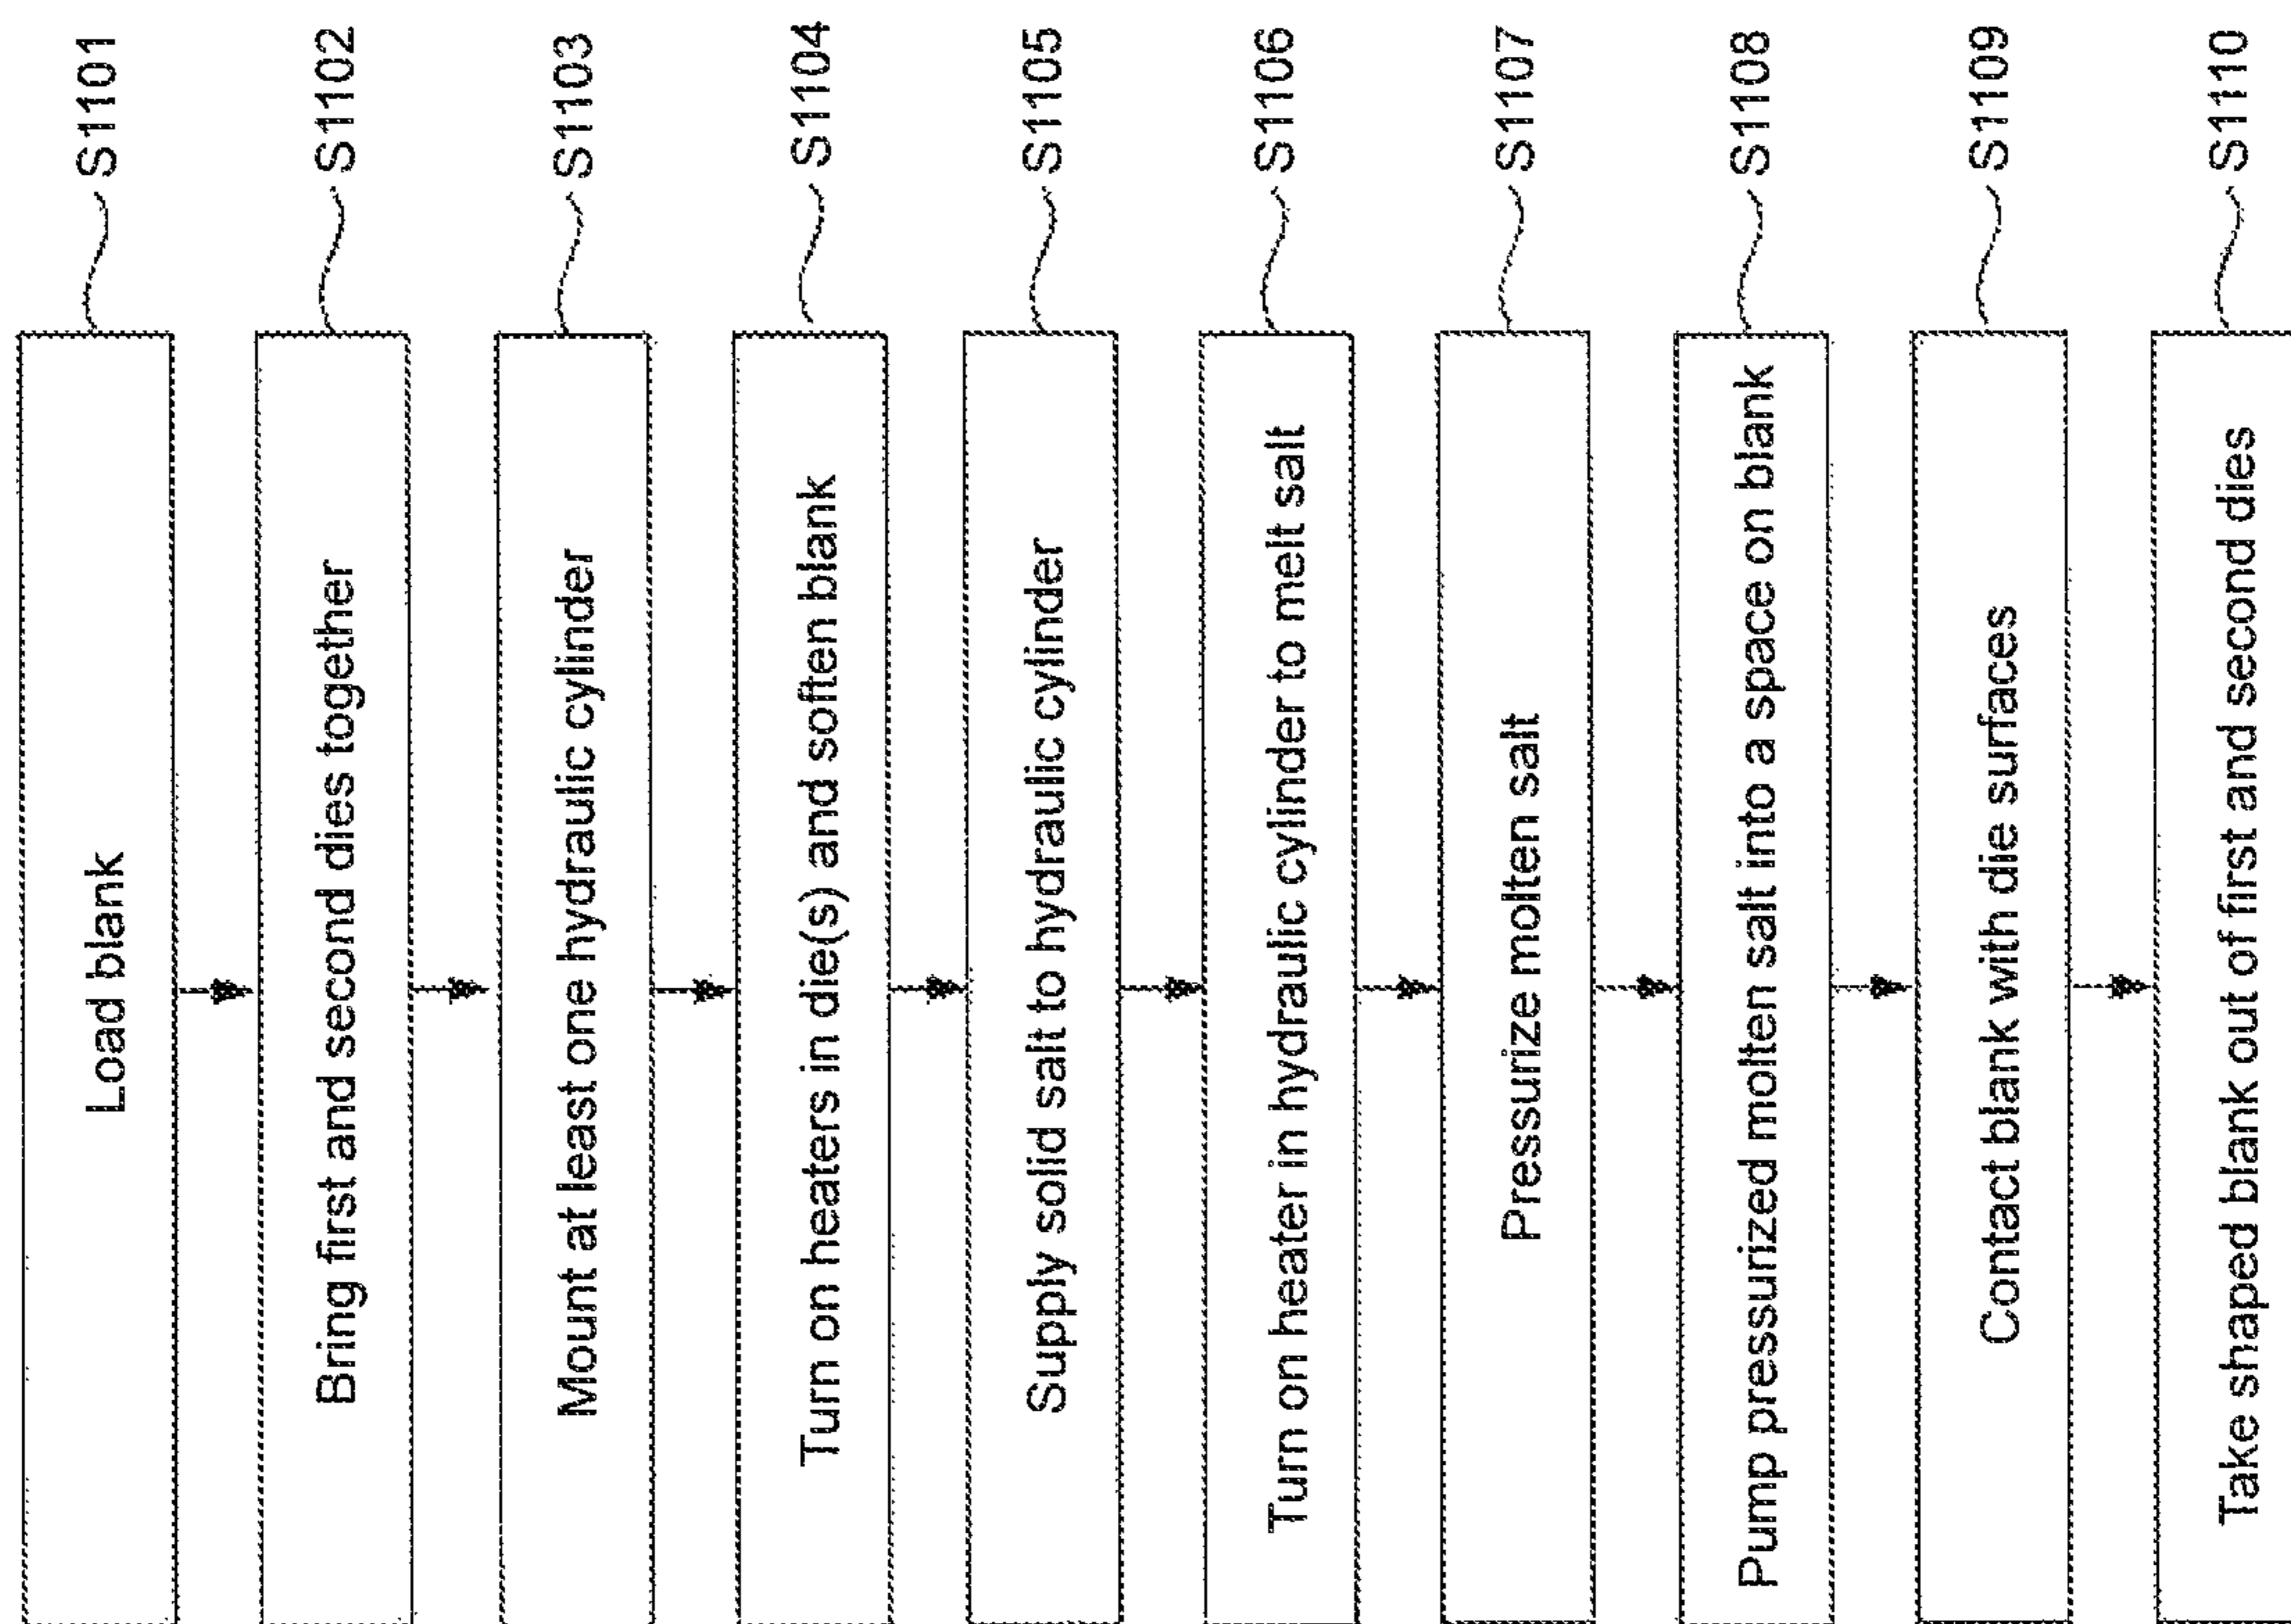 Load blank
S1101
Bring first and second dies together
S1102
Mount at least one hydraulic cylinder
S1103
Turn on heaters in die(s) and soften blank
S1104
Supply solid salt to hydraulic cylinder
S1105
Turn on heater in hydraulic cylinder to melt salt
S1106
Pressurize molten salt
S1107
Pump pressurized molten salt into a space on blank
S1108
Contact blank with die surfaces
S1109
Take shaped blank out of first and second dies
S1110